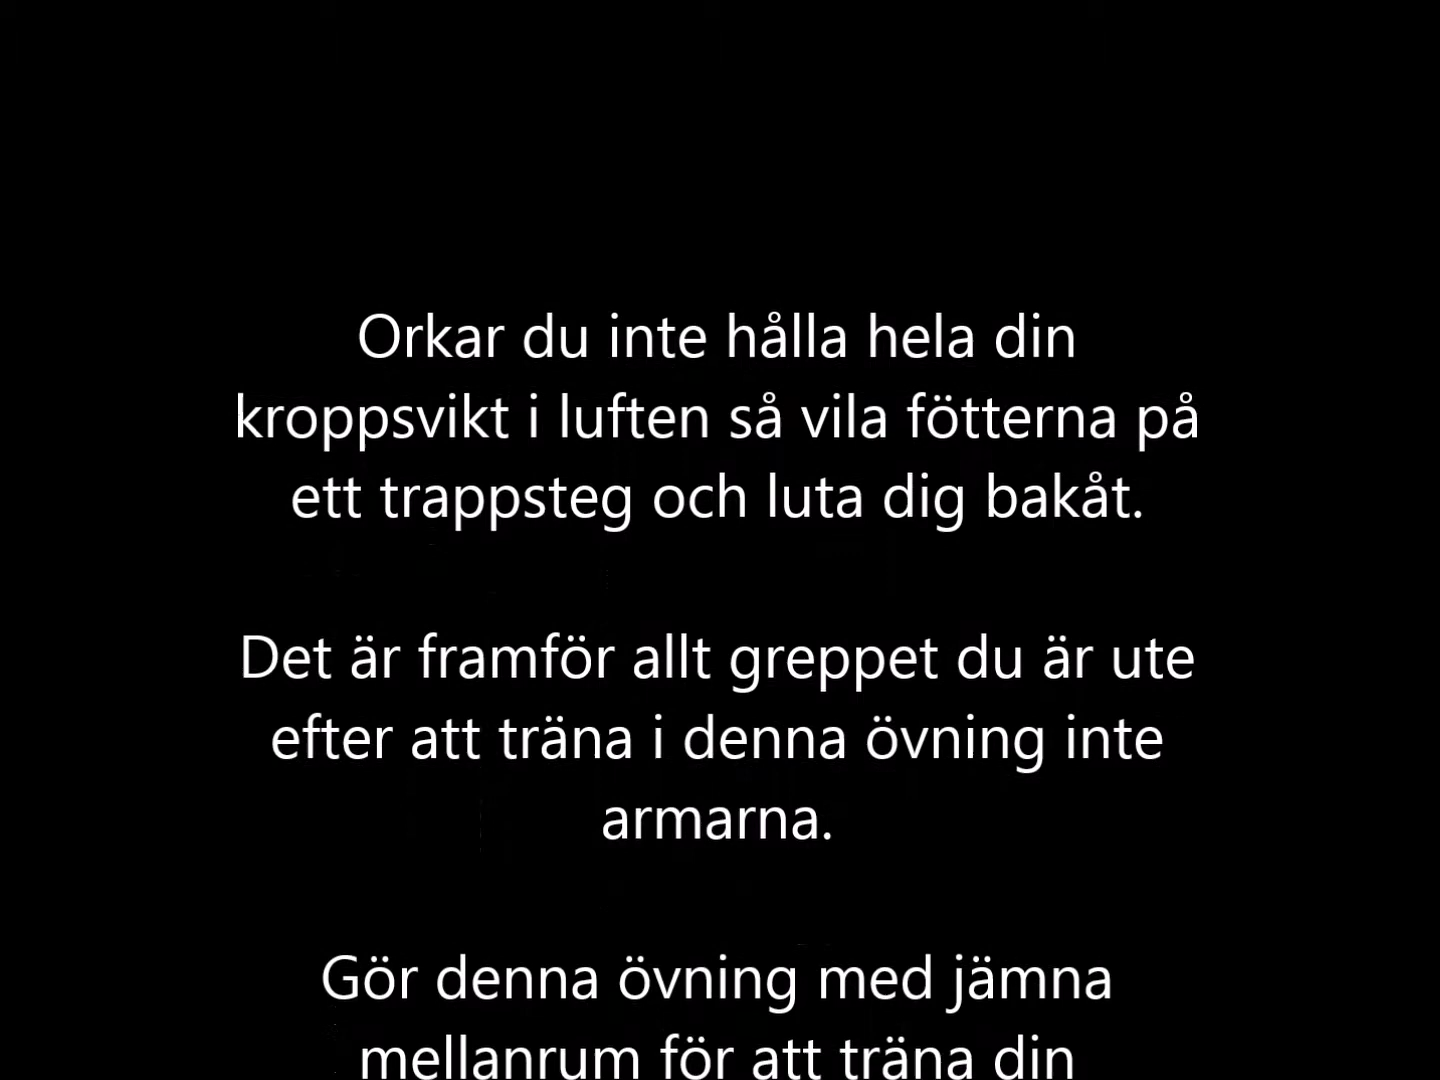 Orkar du inte hålla hela din
kroppsvikt i luften så vila fötterna på
ett trappsteg och luta dig bakåt.
Det är framför allt greppet du är ute
efter att träna i denna övning inte
armarna.
Gör denna övning med jämna
mellanrum för att träna din